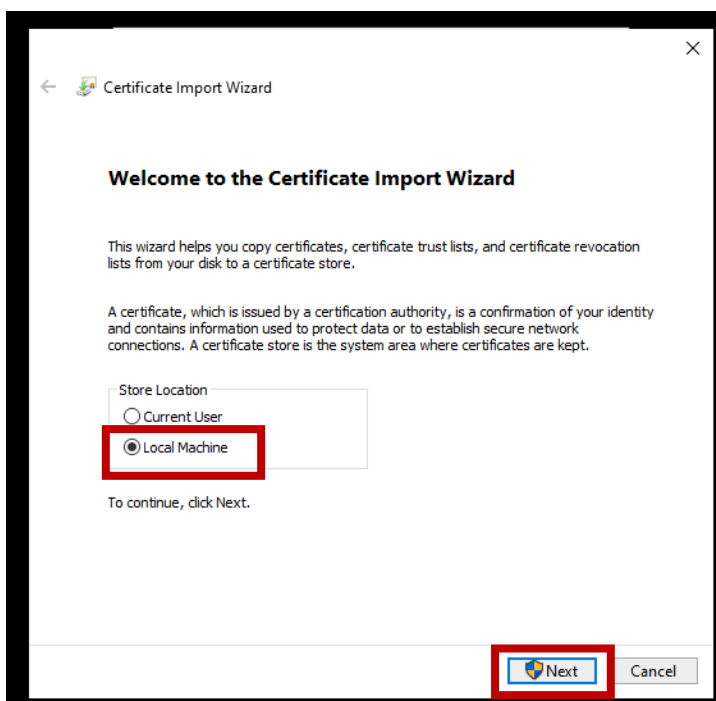 Certificate Import Wizard
Welcome to the Certificate Import Wizard
This wizard helps you copy certificates, certificate trust lists, and certificate revocation
lists from your disk to a certificate store.
A certificate, which is issued by a certification authority, is a confirmation of your identity
and contains information used to protect data or to establish secure network
connections. A certificate store is the system area where certificates are kept.
Store Location
Current User
Local Machine
To continue, click Next.
Next Cancel